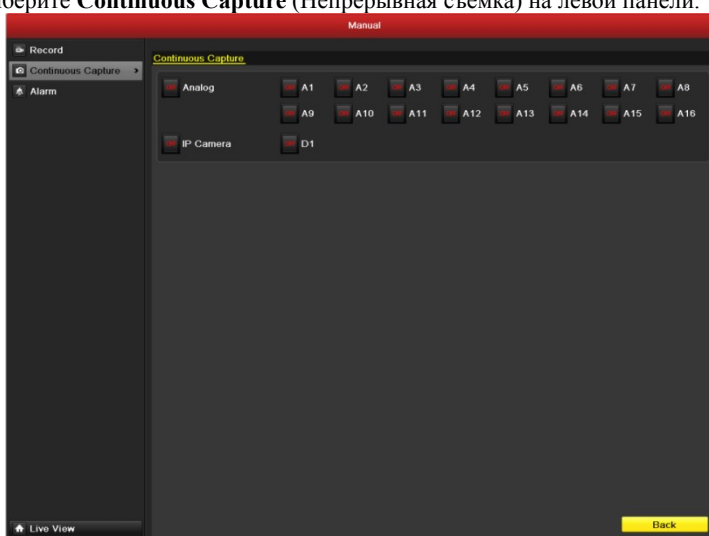 берите Continuous Capture (Непрерывная съемка) на левой панели.
Manual
Record
Continuous Capture >
Alarm
Continuous Capture
Analog A1 A2 A3 A4 A5 A6 A7 A8
A9 A10 A11 A12 A13 A14 A15 A16
IP Camera D1
Live View
Back